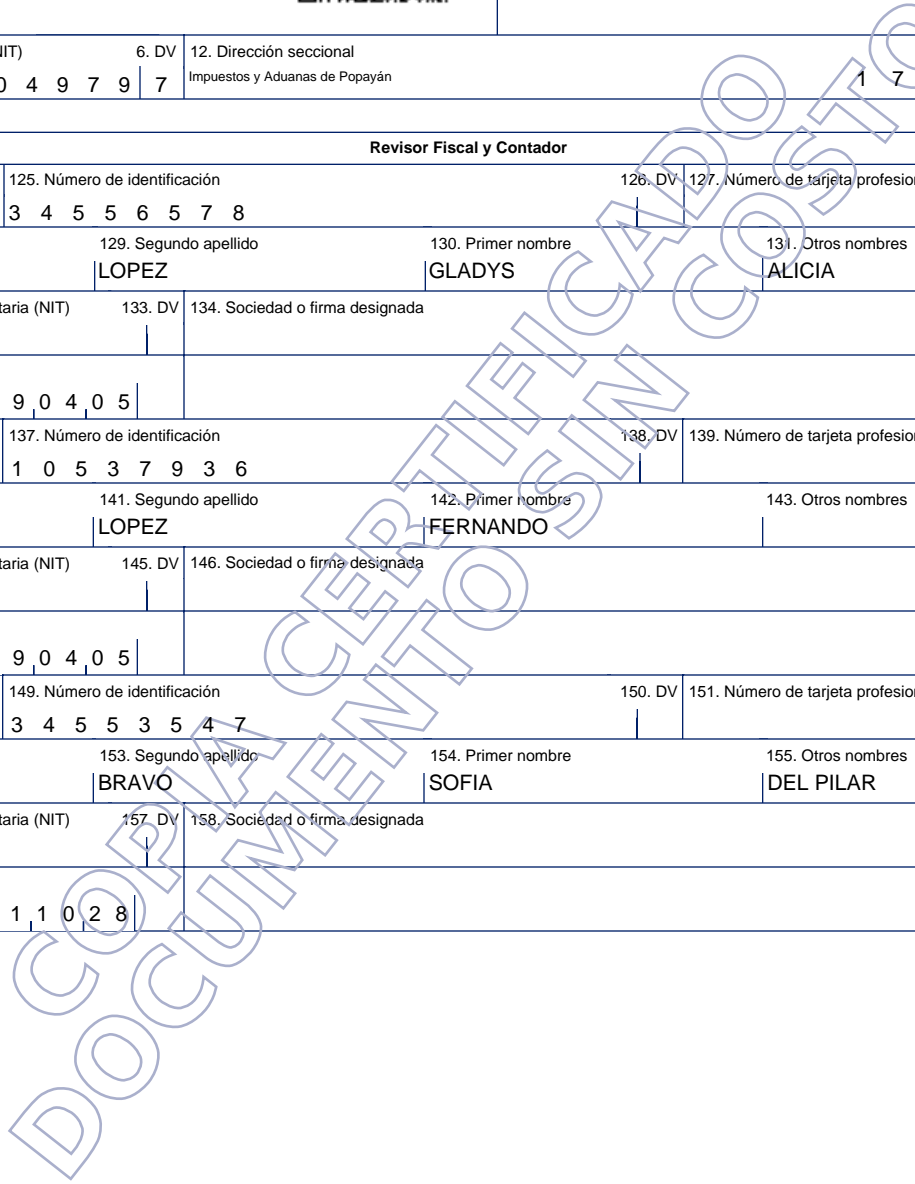 NIT) 6. DV 12. Dirección seccional
0 4 9 7 9 7 Impuestos y Aduanas de Popayán 1 7
Revisor Fiscal y Contador
125. Número de identificación 126. DV 127. Número de tarjeta profesion
3 4 5 5 6 5 7 8
129. Segundo apellido 130. Primer nombre 131. Otros nombres
LOPEZ GLADYS ALICIA
taria (NIT) 133. DV 134. Sociedad o firma designada
9 0 4 0 5
137. Número de identificación 138. DV 139. Número de tarjeta profesion
1 0 5 3 7 9 3 6
141. Segundo apellido 142. Primer nombre 143. Otros nombres
LOPEZ FERNANDO
taria (NIT) 145. DV 146. Sociedad o firma designada
9 0 4 0 5
149. Número de identificación 150. DV 151. Número de tarjeta profesion
3 4 5 5 3 5 4 7
153. Segundo apellido 154. Primer nombre 155. Otros nombres
BRAVO SOFIA DEL PILAR
taria (NIT) 157. DV 158. Sociedad o firma designada
1 1 0 2 8
COPIA CERTIFICADO
DOCUMENTO SIN COSTO